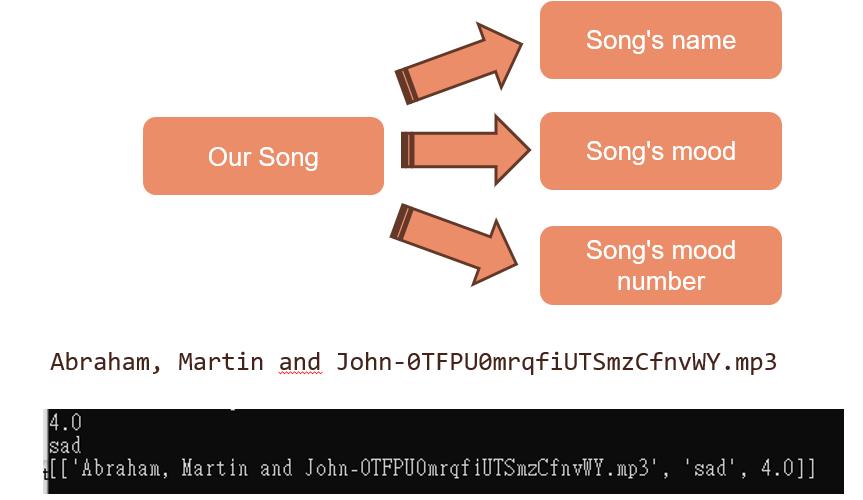 Song's name
Our Song
Song's mood
Song's mood
number
Abraham, Martin and John-0TFPU0mrqfiUTSmzCfnvWY.mp3
4.0
sad
[['Abraham, Martin and John-0TFPU0mrqfiUTSmzCfnvWY.mp3', 'sad', 4.0]]